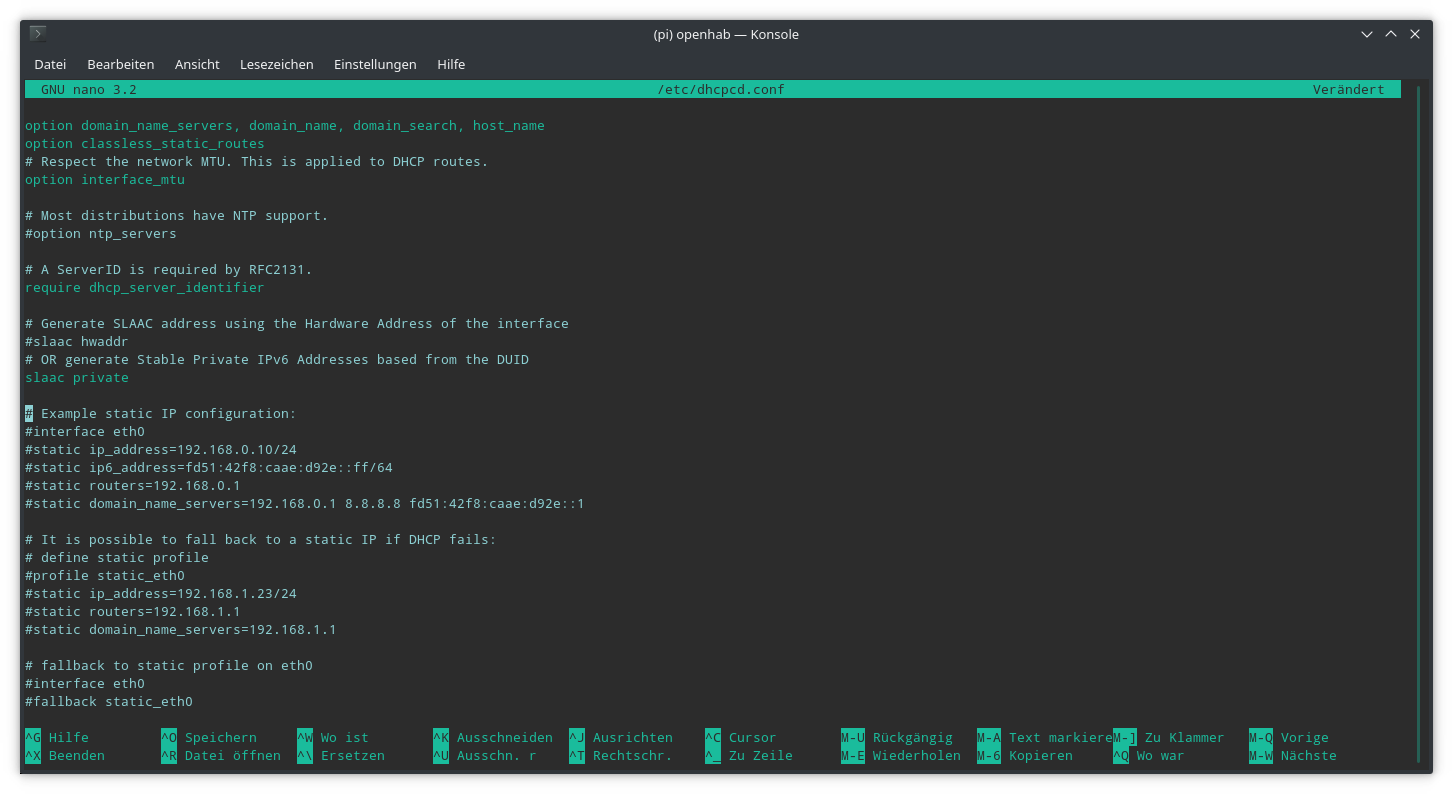 (pi) openhab — Konsole
Datei Bearbeiten Ansicht Lesezeichen Einstellungen Hilfe
GNU nano 3.2 /etc/dhcpcd.conf Verändert
option domain_name_servers, domain_name, domain_search, host_name
option classless_static_routes
# Respect the network MTU. This is applied to DHCP routes.
option interface_mtu
# Most distributions have NTP support.
#option ntp_servers
# A ServerID is required by RFC2131.
require dhcp_server_identifier
# Generate SLAAC address using the Hardware Address of the interface
#slaac hwaddr
# OR generate Stable Private IPv6 Addresses based from the DUID
slaac private
# Example static IP configuration:
#interface eth0
#static ip_address=192.168.0.10/24
#static ip6_address=fd51:42f8:caae:d92e::ff/64
#static routers=192.168.0.1
#static domain_name_servers=192.168.0.1 8.8.8.8 fd51:42f8:caae:d92e::1
# It is possible to fall back to a static IP if DHCP fails:
# define static profile
#profile static_eth0
#static ip_address=192.168.1.23/24
#static routers=192.168.1.1
#static domain_name_servers=192.168.1.1
# fallback to static profile on eth0
#interface eth0
#fallback static_eth0
^G Hilfe ^O Speichern ^W Wo ist ^K Ausschneiden ^J Ausrichten ^C Cursor M-U Rückgängig M-A Text markiere M-] Zu Klammer M-Q Vorige
^X Beenden ^R Datei öffnen ^\ Ersetzen ^U Ausschn. r ^T Rechtschr. ^_ Zu Zeile M-E Wiederholen M-6 Kopieren ^Q Wo war M-W Nächste